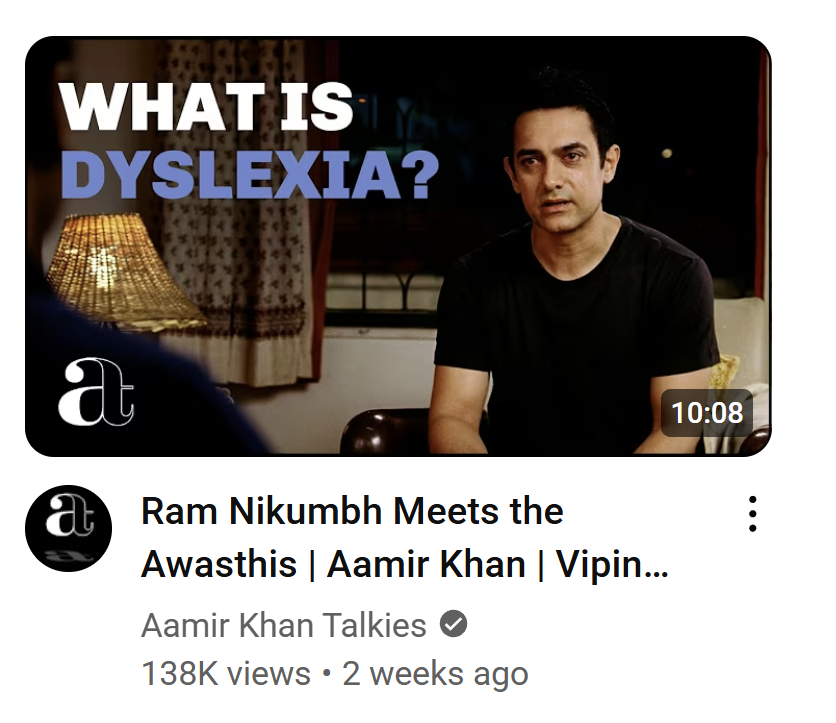 WHAT IS
DYSLEXIA?
at
10:08
Ram Nikumbh Meets the
Awasthis | Aamir Khan | Vipin...
Aamir Khan Talkies
138K views • 2 weeks ago